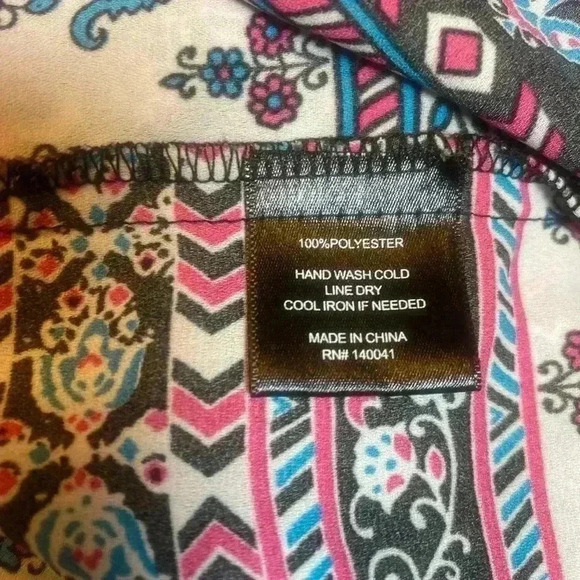 100%POLYESTER
HAND WASH COLD
LINE DRY
COOL IRON IF NEEDED
MADE IN CHINA
RN# 140041